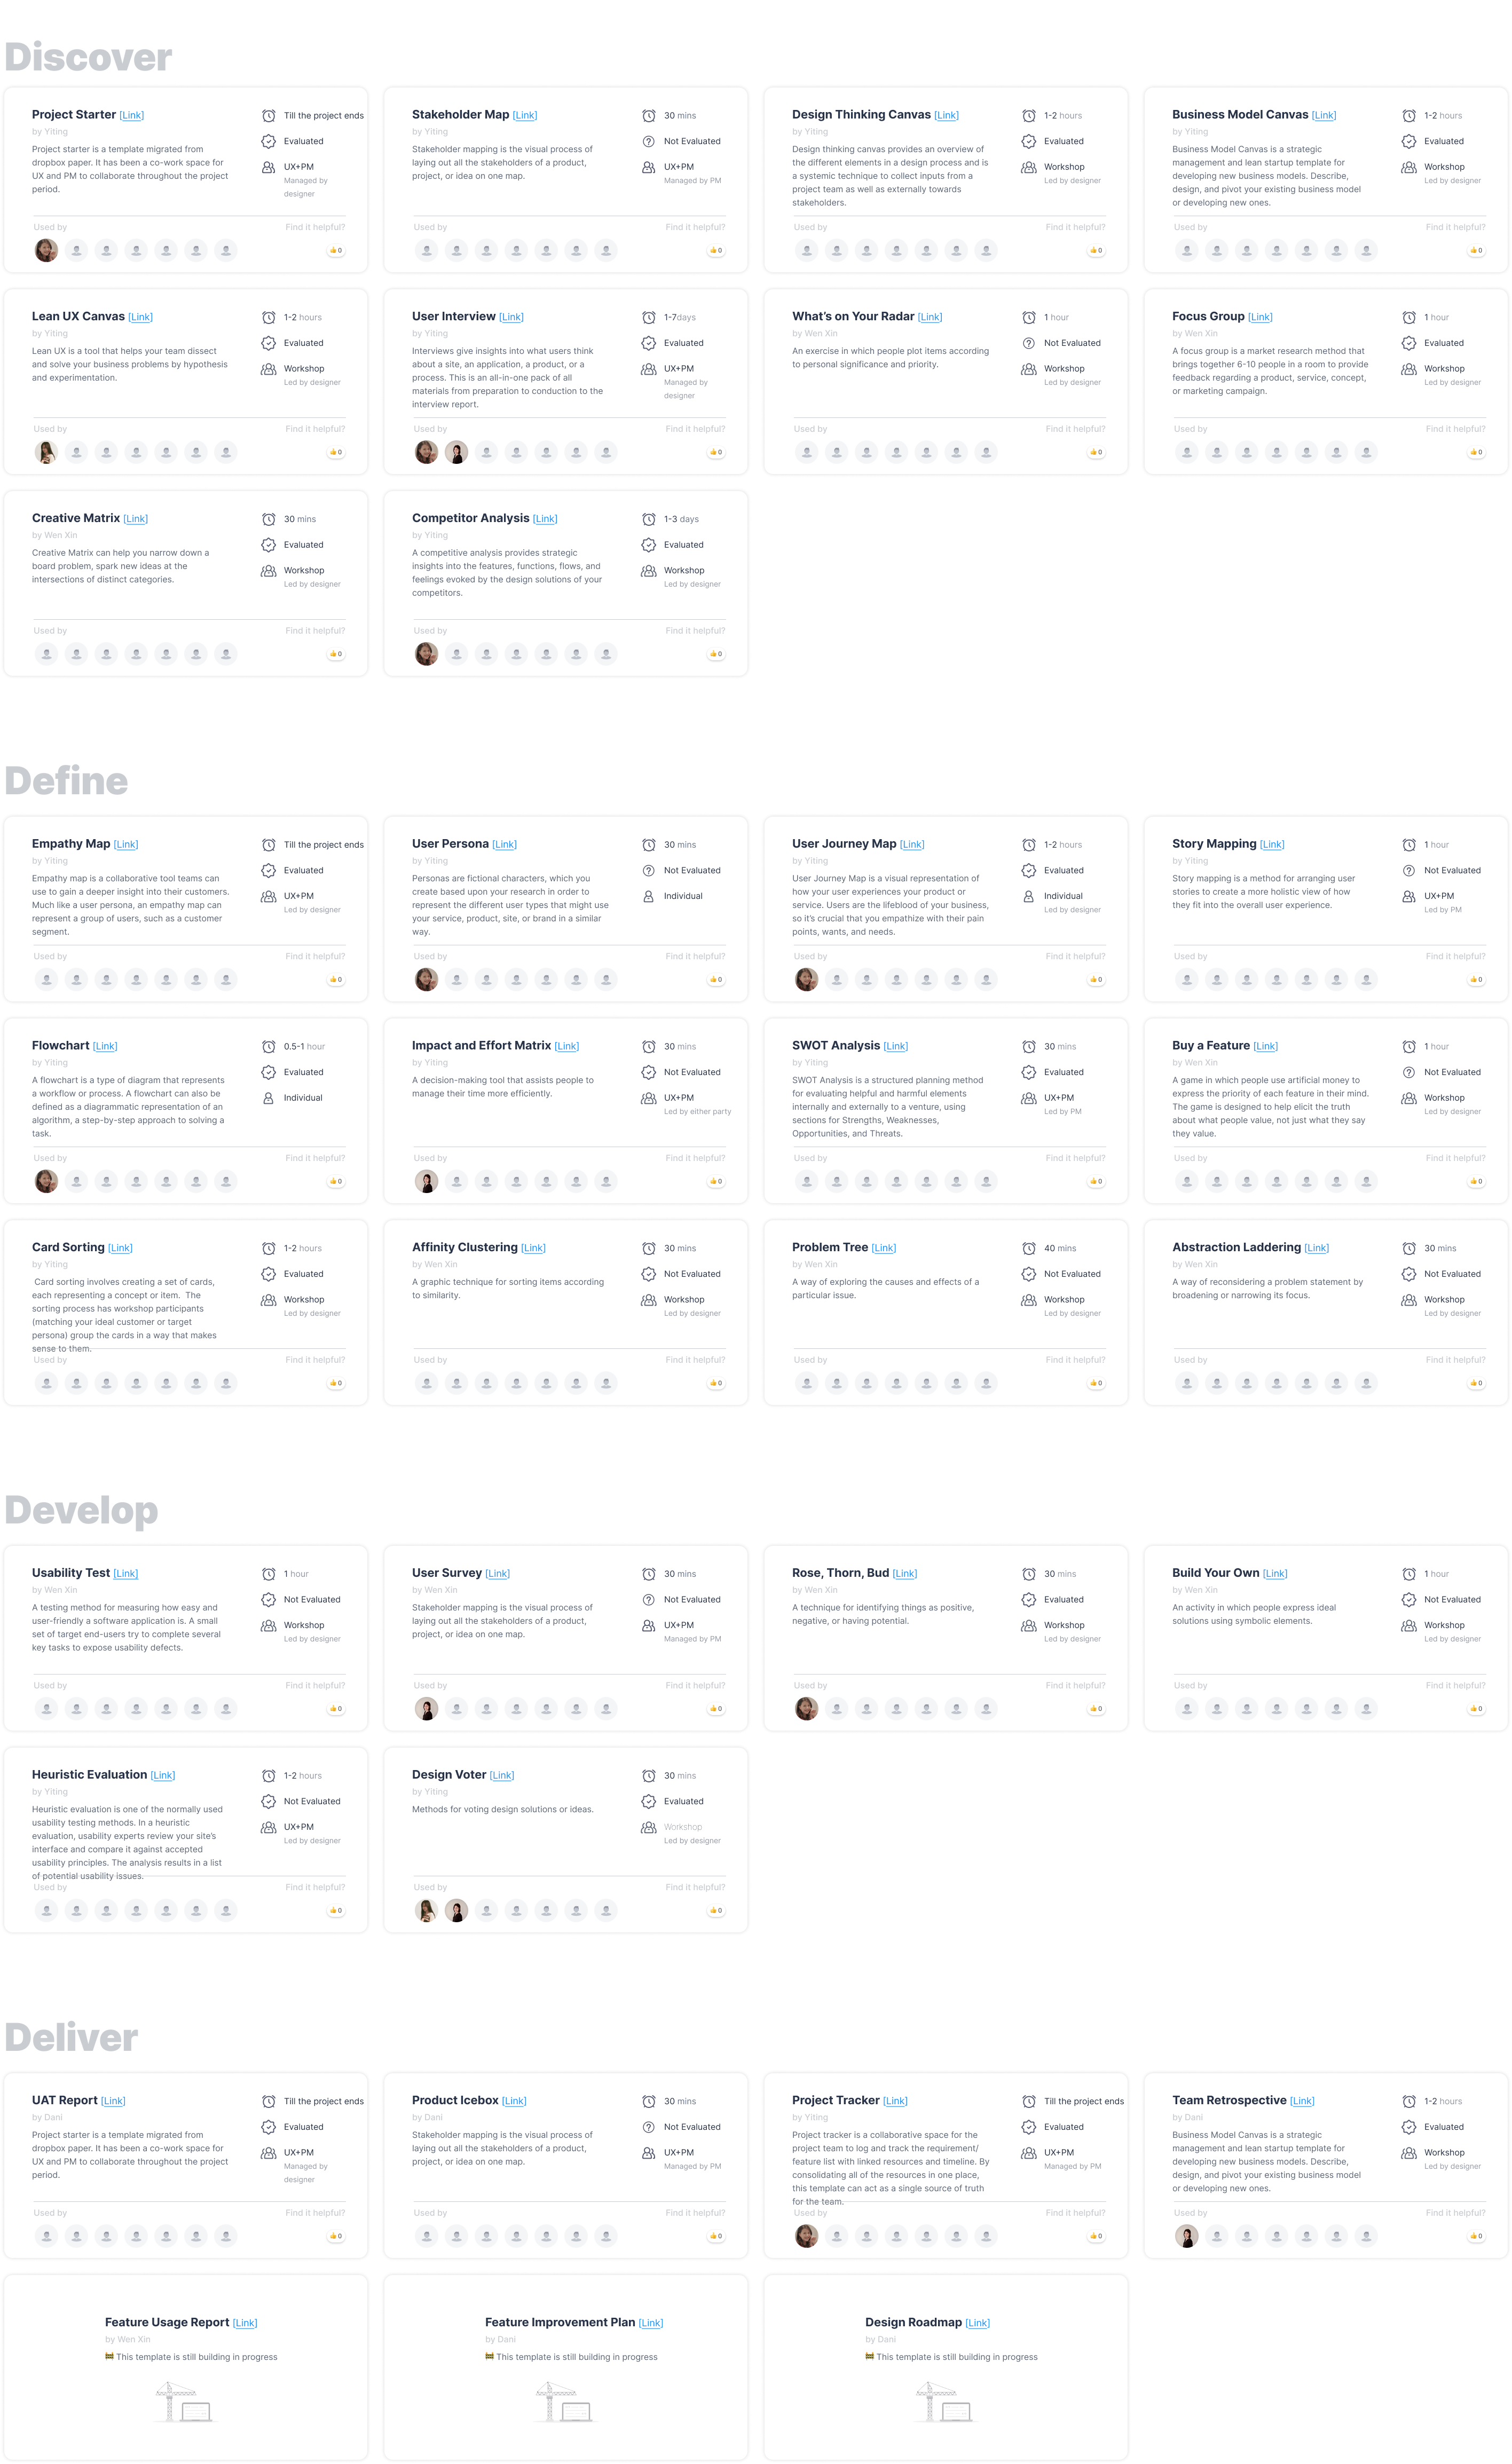 Discover
Project Starter [Link]
by Yiting
Project starter is a template migrated from
dropbox paper. It has been a co-work space for
UX and PM to collaborate throughout the project
period.
Till the project ends
Evaluated
UX+PM
Managed by
designer
Used by
Find it helpful?
👍 0
Stakeholder Map [Link]
by Yiting
Stakeholder mapping is the visual process of
laying out all the stakeholders of a product,
project, or idea on one map.
30 mins
Not Evaluated
UX+PM
Managed by PM
Used by
Find it helpful?
👍 0
Design Thinking Canvas [Link]
by Yiting
Design thinking canvas provides an overview of
the different elements in a design process and is
a systemic technique to collect inputs from a
project team as well as externally towards
stakeholders.
1-2 hours
Evaluated
Workshop
Led by designer
Used by
Find it helpful?
👍 0
Business Model Canvas [Link]
by Yiting
Business Model Canvas is a strategic
management and lean startup template for
developing new business models. Describe,
design, and pivot your existing business model
or developing new ones.
1-2 hours
Evaluated
Workshop
Led by designer
Used by
Find it helpful?
👍 0
Lean UX Canvas [Link]
by Yiting
Lean UX is a tool that helps your team dissect
and solve your business problems by hypothesis
and experimentation.
1-2 hours
Evaluated
Workshop
Led by designer
Used by
Find it helpful?
👍 0
User Interview [Link]
by Yiting
Interviews give insights into what users think
about a site, an application, a product, or a
process. This is an all-in-one pack of all
materials from preparation to conduction to the
interview report.
1-7days
Evaluated
UX+PM
Managed by
designer
Used by
Find it helpful?
👍 0
What's on Your Radar [Link]
by Wen Xin
An exercise in which people plot items according
to personal significance and priority.
1 hour
Not Evaluated
Workshop
Led by designer
Used by
Find it helpful?
👍 0
Focus Group [Link]
by Wen Xin
A focus group is a market research method that
brings together 6-10 people in a room to provide
feedback regarding a product, service, concept,
or marketing campaign.
1 hour
Evaluated
Workshop
Led by designer
Used by
Find it helpful?
👍 0
Creative Matrix [Link]
by Wen Xin
Creative Matrix can help you narrow down a
board problem, spark new ideas at the
intersections of distinct categories.
30 mins
Evaluated
Workshop
Led by designer
Used by
Find it helpful?
👍 0
Competitor Analysis [Link]
by Yiting
A competitive analysis provides strategic
insights into the features, functions, flows, and
feelings evoked by the design solutions of your
competitors.
1-3 days
Evaluated
Workshop
Led by designer
Used by
Find it helpful?
👍 0
Define
Empathy Map [Link]
by Yiting
Empathy map is a collaborative tool teams can
use to gain a deeper insight into their customers.
Much like a user persona, an empathy map can
represent a group of users, such as a customer
segment.
Till the project ends
Evaluated
UX+PM
Led by designer
Used by
Find it helpful?
👍 0
User Persona [Link]
by Yiting
Personas are fictional characters, which you
create based upon your research in order to
represent the different user types that might use
your service, product, site, or brand in a similar
way.
30 mins
Not Evaluated
Individual
Used by
Find it helpful?
👍 0
User Journey Map [Link]
by Yiting
User Journey Map is a visual representation of
how your user experiences your product or
service. Users are the lifeblood of your business,
so it's crucial that you empathize with their pain
points, wants, and needs.
1-2 hours
Evaluated
Individual
Led by designer
Used by
Find it helpful?
👍 0
Story Mapping [Link]
by Yiting
Story mapping is a method for arranging user
stories to create a more holistic view of how
they fit into the overall user experience.
1 hour
Not Evaluated
UX+PM
Led by PM
Used by
Find it helpful?
👍 0
Flowchart [Link]
by Yiting
A flowchart is a type of diagram that represents
a workflow or process. A flowchart can also be
defined as a diagrammatic representation of an
algorithm, a step-by-step approach to solving a
task.
0.5-1 hour
Evaluated
Individual
Used by
Find it helpful?
👍 0
Impact and Effort Matrix [Link]
by Yiting
A decision-making tool that assists people to
manage their time more efficiently.
30 mins
Not Evaluated
UX+PM
Led by either party
Used by
Find it helpful?
👍 0
SWOT Analysis [Link]
by Yiting
SWOT Analysis is a structured planning method
for evaluating helpful and harmful elements
internally and externally to a venture, using
sections for Strengths, Weaknesses,
Opportunities, and Threats.
30 mins
Evaluated
UX+PM
Led by PM
Used by
Find it helpful?
👍 0
Buy a Feature [Link]
by Wen Xin
A game in which people use artificial money to
express the priority of each feature in their mind.
The game is designed to help elicit the truth
about what people value, not just what they say
they value.
1 hour
Not Evaluated
Workshop
Led by designer
Used by
Find it helpful?
👍 0
Card Sorting [Link]
by Yiting
Card sorting involves creating a set of cards,
each representing a concept or item. The
sorting process has workshop participants
(matching your ideal customer or target
persona) group the cards in a way that makes
sense to them.
1-2 hours
Evaluated
Workshop
Led by designer
Used by
Find it helpful?
👍 0
Affinity Clustering [Link]
by Wen Xin
A graphic technique for sorting items according
to similarity.
30 mins
Not Evaluated
Workshop
Led by designer
Used by
Find it helpful?
👍 0
Problem Tree [Link]
by Wen Xin
A way of exploring the causes and effects of a
particular issue.
40 mins
Not Evaluated
Workshop
Led by designer
Used by
Find it helpful?
👍 0
Abstraction Laddering [Link]
by Wen Xin
A way of reconsidering a problem statement by
broadening or narrowing its focus.
30 mins
Not Evaluated
Workshop
Led by designer
Used by
Find it helpful?
👍 0
Develop
Usability Test [Link]
by Wen Xin
A testing method for measuring how easy and
user-friendly a software application is. A small
set of target end-users try to complete several
key tasks to expose usability defects.
1 hour
Not Evaluated
Workshop
Led by designer
Used by
Find it helpful?
👍 0
User Survey [Link]
by Wen Xin
Stakeholder mapping is the visual process of
laying out all the stakeholders of a product,
project, or idea on one map.
30 mins
Not Evaluated
UX+PM
Managed by PM
Used by
Find it helpful?
👍 0
Rose, Thorn, Bud [Link]
by Wen Xin
A technique for identifying things as positive,
negative, or having potential.
30 mins
Evaluated
Workshop
Led by designer
Used by
Find it helpful?
👍 0
Build Your Own [Link]
by Wen Xin
An activity in which people express ideal
solutions using symbolic elements.
1 hour
Not Evaluated
Workshop
Led by designer
Used by
Find it helpful?
👍 0
Heuristic Evaluation [Link]
by Yiting
Heuristic evaluation is one of the normally used
usability testing methods. In a heuristic
evaluation, usability experts review your site's
interface and compare it against accepted
usability principles. The analysis results in a list
of potential usability issues.
1-2 hours
Not Evaluated
UX+PM
Led by designer
Used by
Find it helpful?
👍 0
Design Voter [Link]
by Yiting
Methods for voting design solutions or ideas.
30 mins
Evaluated
Workshop
Led by designer
Used by
Find it helpful?
👍 0
Deliver
UAT Report [Link]
by Dani
Project starter is a template migrated from
dropbox paper. It has been a co-work space for
UX and PM to collaborate throughout the project
period.
Till the project ends
Evaluated
UX+PM
Managed by
designer
Used by
Find it helpful?
👍 0
Product Icebox [Link]
by Dani
Stakeholder mapping is the visual process of
laying out all the stakeholders of a product,
project, or idea on one map.
30 mins
Not Evaluated
UX+PM
Managed by PM
Used by
Find it helpful?
👍 0
Project Tracker [Link]
by Yiting
Project tracker is a collaborative space for the
project team to log and track the requirement/
feature list with linked resources and timeline. By
consolidating all of the resources in one place,
this template can act as a single source of truth
for the team.
Till the project ends
Evaluated
UX+PM
Managed by PM
Used by
Find it helpful?
👍 0
Team Retrospective [Link]
by Dani
Business Model Canvas is a strategic
management and lean startup template for
developing new business models. Describe,
design, and pivot your existing business model
or developing new ones.
1-2 hours
Evaluated
Workshop
Led by designer
Used by
Find it helpful?
👍 0
Feature Usage Report [Link]
by Wen Xin
🚧 This template is still building in progress
Feature Improvement Plan [Link]
by Dani
🚧 This template is still building in progress
Design Roadmap [Link]
by Dani
🚧 This template is still building in progress